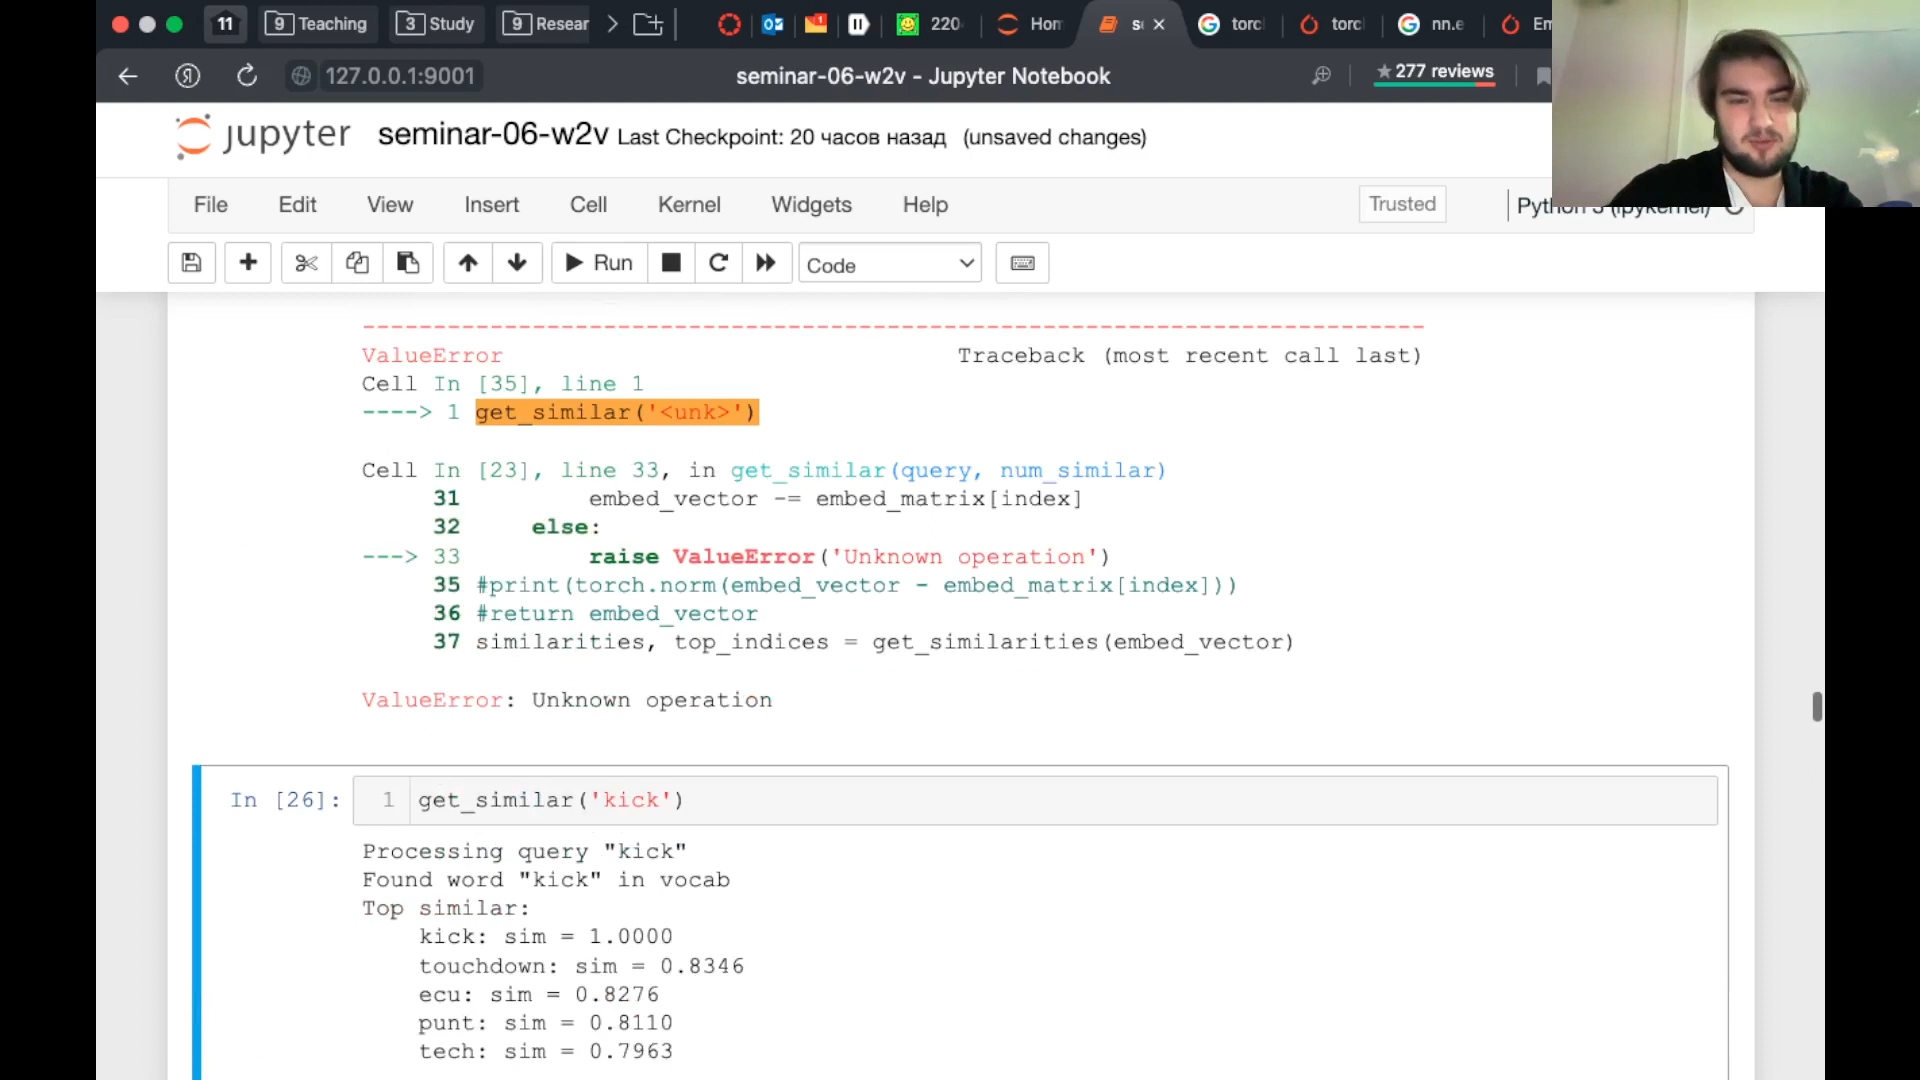 11 9 Teaching 3 Study 9 Resear 220 Hom s torc torc nn.e Em
127.0.0.1:9001 seminar-06-w2v - Jupyter Notebook ★ 277 reviews
jupyter seminar-06-w2v Last Checkpoint: 20 часов назад (unsaved changes)
File Edit View Insert Cell Kernel Widgets Help Trusted Python 3 (ipykernel)
Run Code
---------------------------------------------------------------------------
ValueError Traceback (most recent call last)
Cell In [35], line 1
----> 1 get_similar('<unk>')
Cell In [23], line 33, in get_similar(query, num_similar)
31 embed_vector -= embed_matrix[index]
32 else:
---> 33 raise ValueError('Unknown operation')
35 #print(torch.norm(embed_vector - embed_matrix[index]))
36 #return embed_vector
37 similarities, top_indices = get_similarities(embed_vector)
ValueError: Unknown operation
In [26]: 1 get_similar('kick')
Processing query "kick"
Found word "kick" in vocab
Top similar:
kick: sim = 1.0000
touchdown: sim = 0.8346
ecu: sim = 0.8276
punt: sim = 0.8110
tech: sim = 0.7963